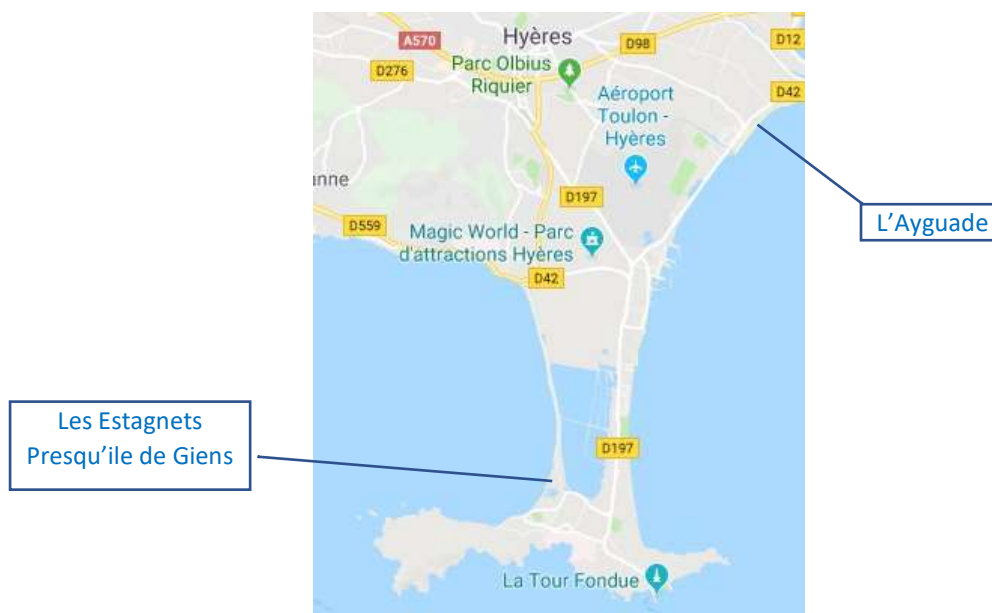 A570
Hyères
D98
D12
D276
Parc Olbius
Riquier
D42
Aéroport
Toulon -
Hyères
nne
D197
L'Ayguade
D559
Magic World - Parc
d'attractions Hyères
D42
Les Estagnets
Presqu'ile de Giens
D197
La Tour Fondue